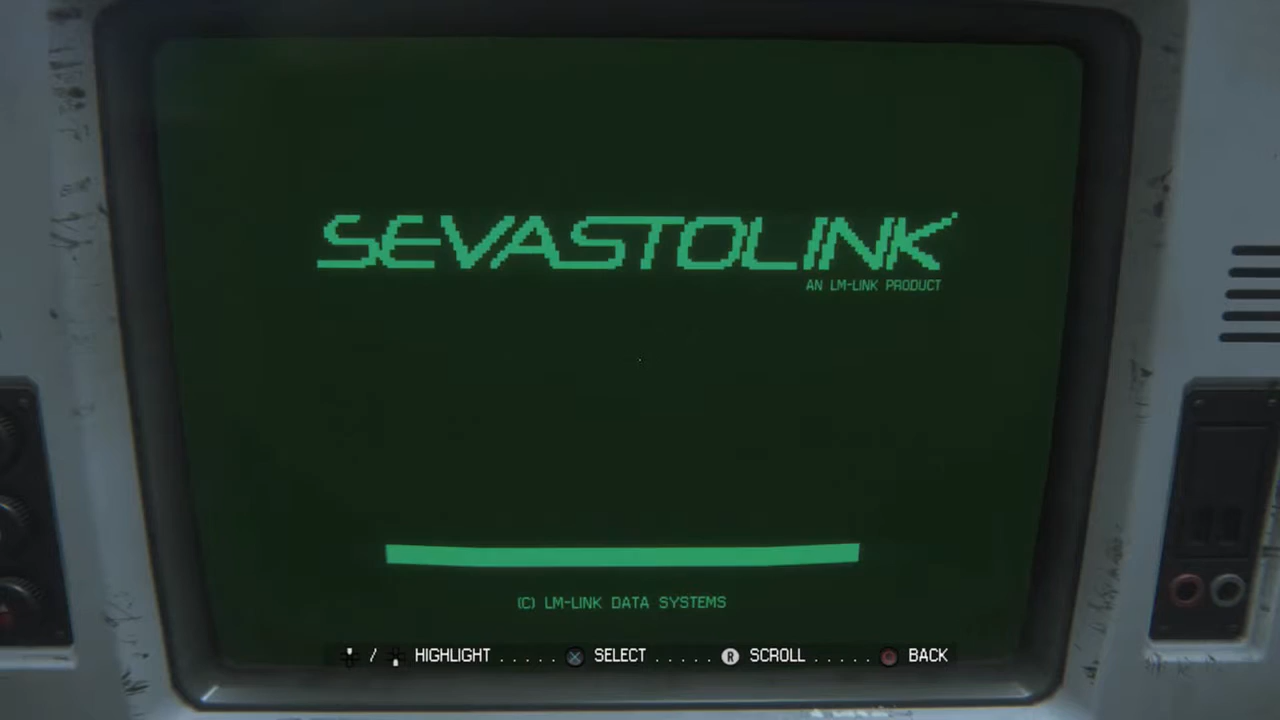 SEVASTOLINK
AN LM-LINK PRODUCT
(C) LM-LINK DATA SYSTEMS
/ HIGHLIGHT ..... SELECT ..... R SCROLL ..... BACK